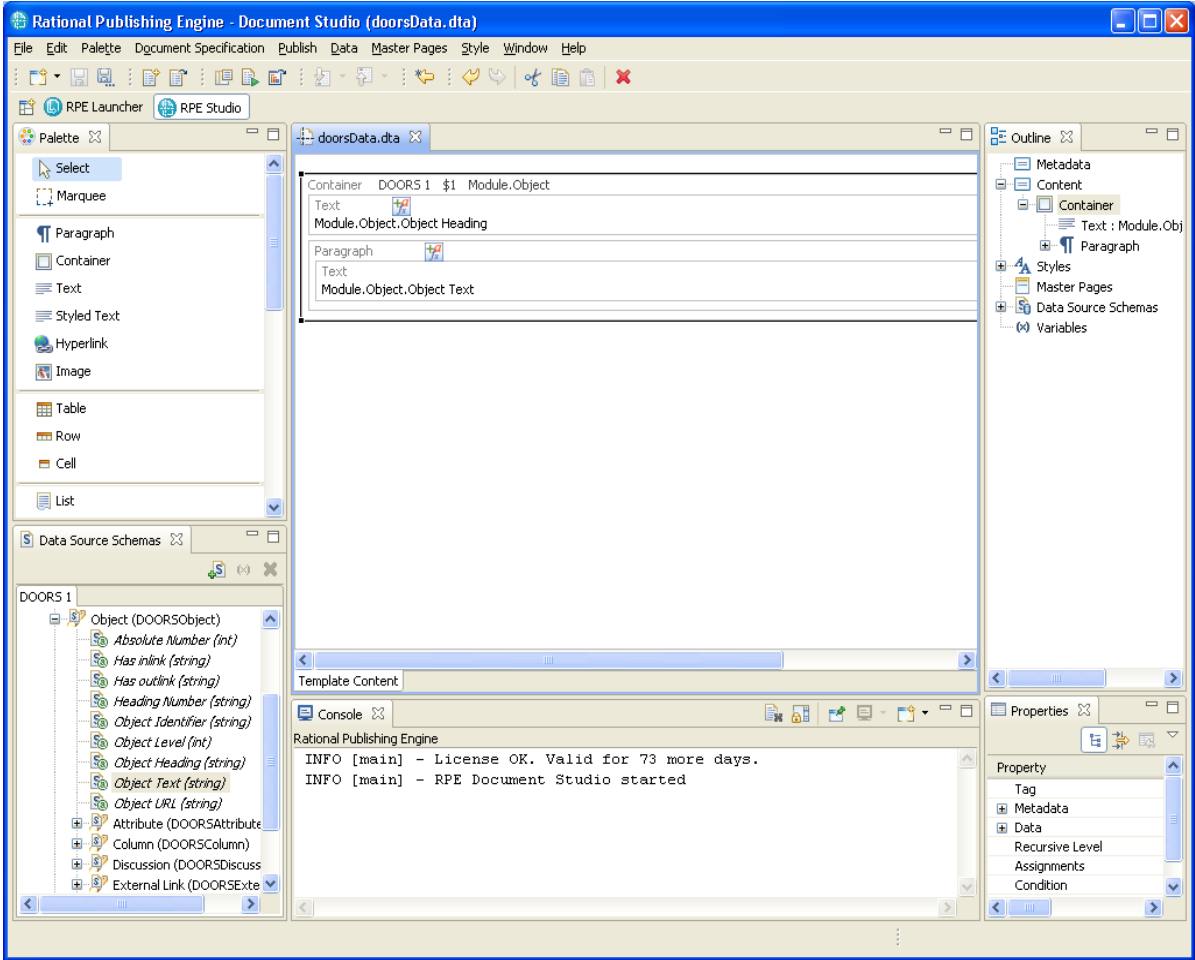 Rational Publishing Engine - Document Studio (doorsData.dta)
File Edit Palette Document Specification Publish Data Master Pages Style Window Help
RPE Launcher RPE Studio
Palette
Select
Marquee
Paragraph
Container
Text
Styled Text
Hyperlink
Image
Table
Row
Cell
List
doorsData.dta
Container DOORS 1 $1 Module.Object
Text
Module.Object.Object Heading
Paragraph
Text
Module.Object.Object Text
Template Content
Outline
Metadata
Content
Container
Text : Module.Obj
Paragraph
Styles
Master Pages
Data Source Schemas
(x) Variables
Data Source Schemas
DOORS 1
Object (DOORSObject)
Absolute Number (int)
Has inlink (string)
Has outlink (string)
Heading Number (string)
Object Identifier (string)
Object Level (int)
Object Heading (string)
Object Text (string)
Object URL (string)
Attribute (DOORSAttribute
Column (DOORSColumn)
Discussion (DOORSDiscuss
External Link (DOORSExte
Console
Rational Publishing Engine
INFO [main] - License OK. Valid for 73 more days.
INFO [main] - RPE Document Studio started
Properties
Property
Tag
Metadata
Data
Recursive Level
Assignments
Condition